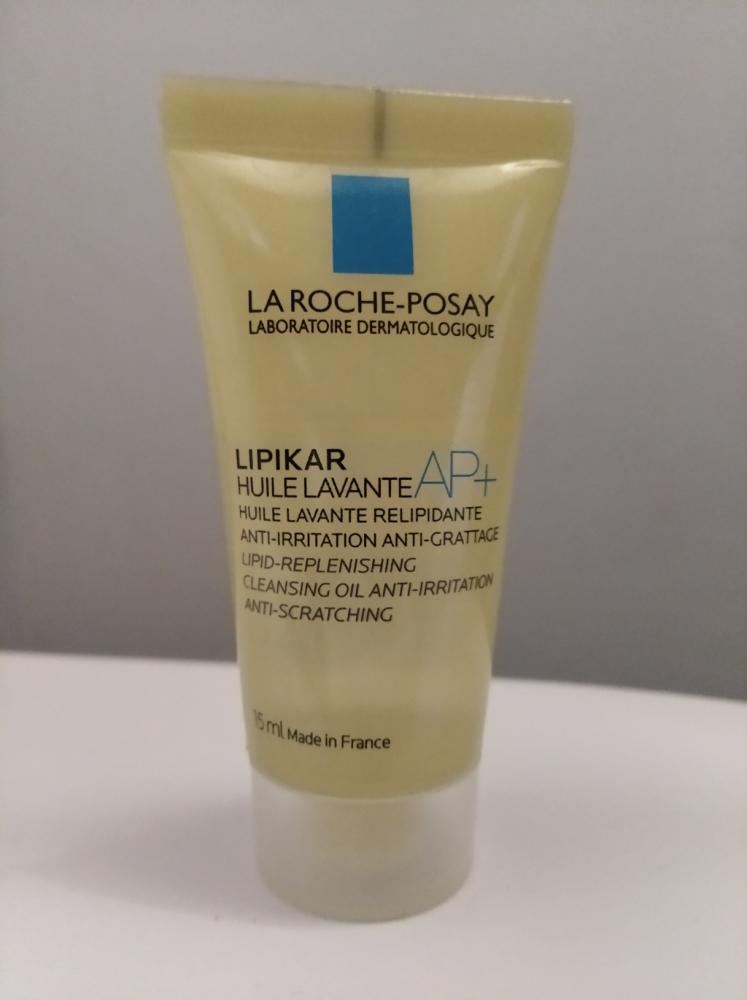 LA ROCHE-POSAY
LABORATOIRE DERMATOLOGIQUE
LIPIKAR
HUILE LAVANTE AP+
HUILE LAVANTE RELIPIDANTE
ANTI-IRRITATION ANTI-GRATTAGE
LIPID-REPLENISHING
CLEANSING OIL ANTI-IRRITATION
ANTI-SCRATCHING
15 ml Made in France